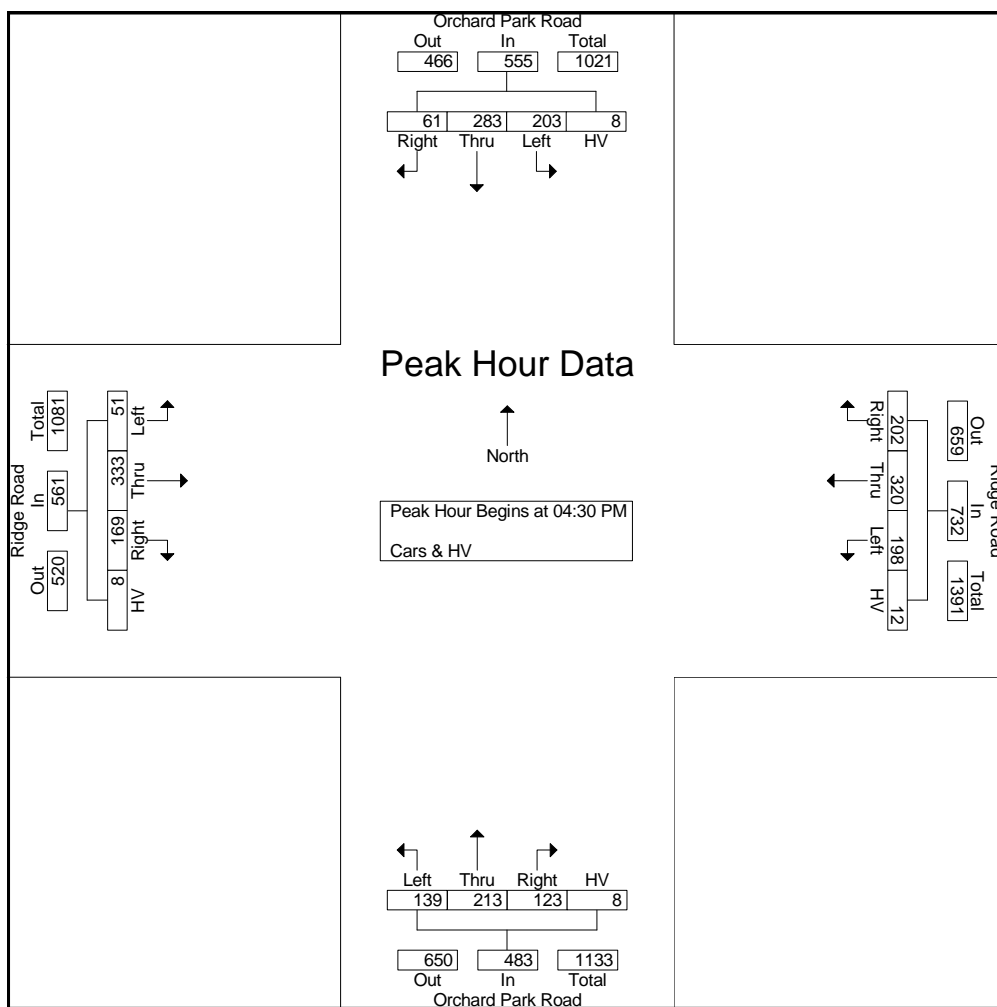 Orchard Park Road
Out In Total
466 555 1021
61 283 203 8
Right Thru Left HV
Peak Hour Data
North
Peak Hour Begins at 04:30 PM
Cars & HV
Ridge Road
Total In Out
1081 561 520
51 333 169 8
Left Thru Right HV
Right Thru Left HV
202 320 198 12
Out In Total
659 732 1391
Ridge Road
Left Thru Right HV
139 213 123 8
650 483 1133
Out In Total
Orchard Park Road